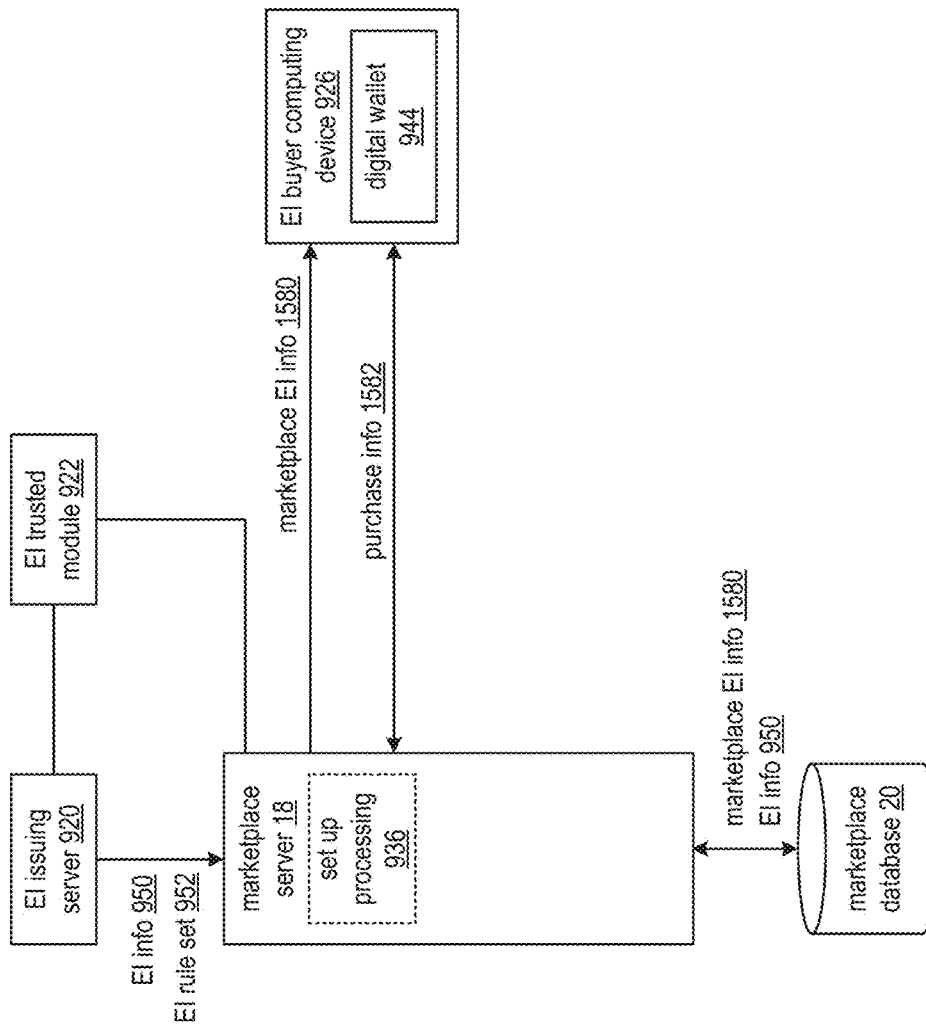 EI issuing
server 920
EI trusted
module 922
EI info 950
EI rule set 952
marketplace
server 18
set up
processing
936
marketplace EI info 1580
purchase info 1582
EI buyer computing
device 926
digital wallet
944
marketplace EI info 1580
EI info 950
marketplace
database 20